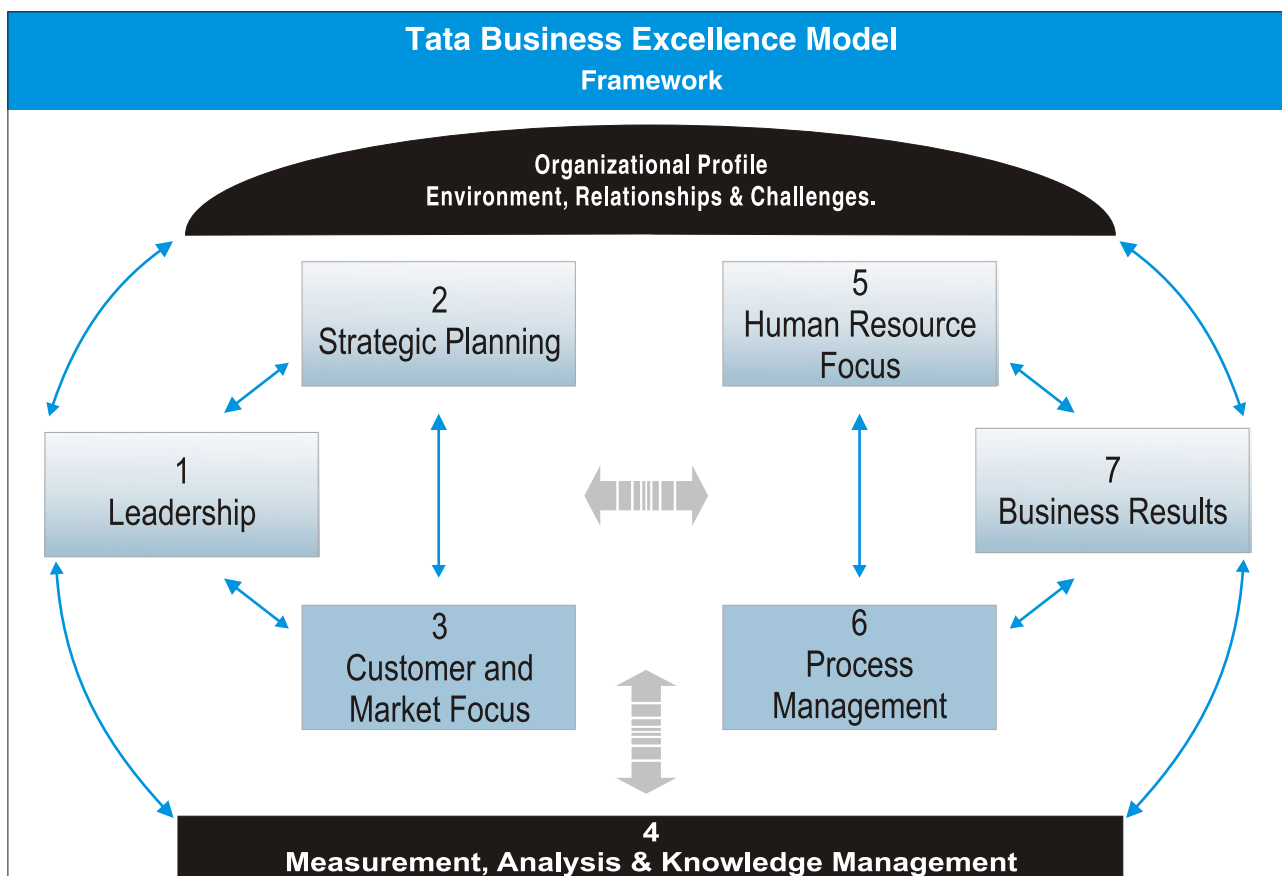 Tata Business Excellence Model
Framework
Organizational Profile
Environment, Relationships & Challenges.
2
Strategic Planning
5
Human Resource
Focus
1
Leadership
7
Business Results
3
Customer and
Market Focus
6
Process
Management
4
Measurement, Analysis & Knowledge Management